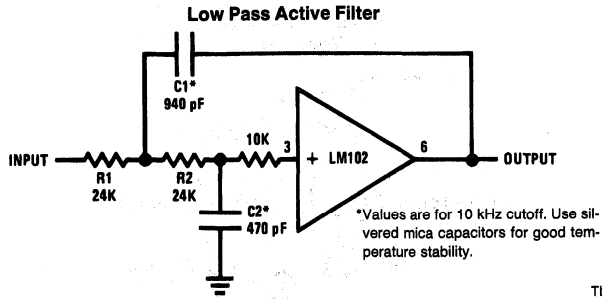 Low Pass Active Filter
C1*
940 pF
10K
3
6
INPUT
+
LM102
OUTPUT
R1
24K
R2
24K
C2*
470 pF
*Values are for 10 kHz cutoff. Use sil-
vered mica capacitors for good tem-
perature stability.
TI